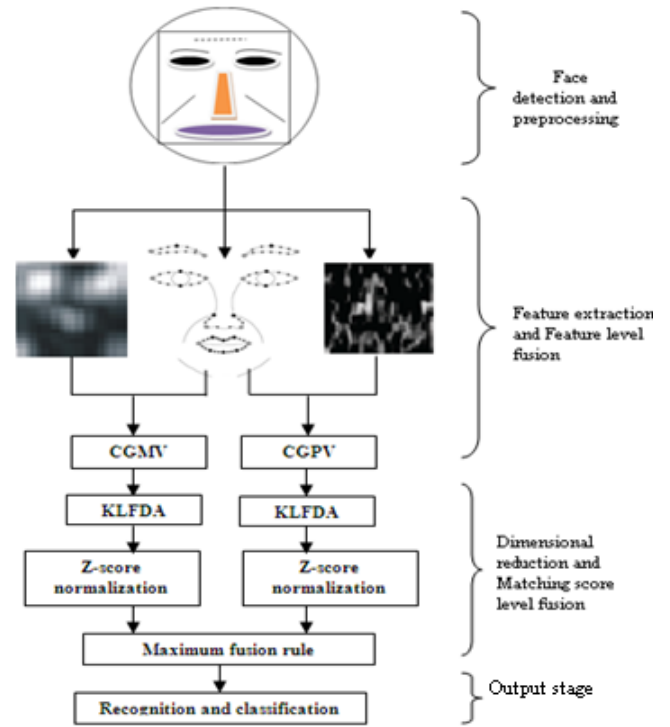 Face
detection and
preprocessing
Feature extraction
and Feature level
fusion
CGMV
CGPV
KLFDA
KLFDA
Z-score
normalization
Z-score
normalization
Dimensional
reduction and
Matching score
level fusion
Maximum fusion rule
Recognition and classification
Output stage